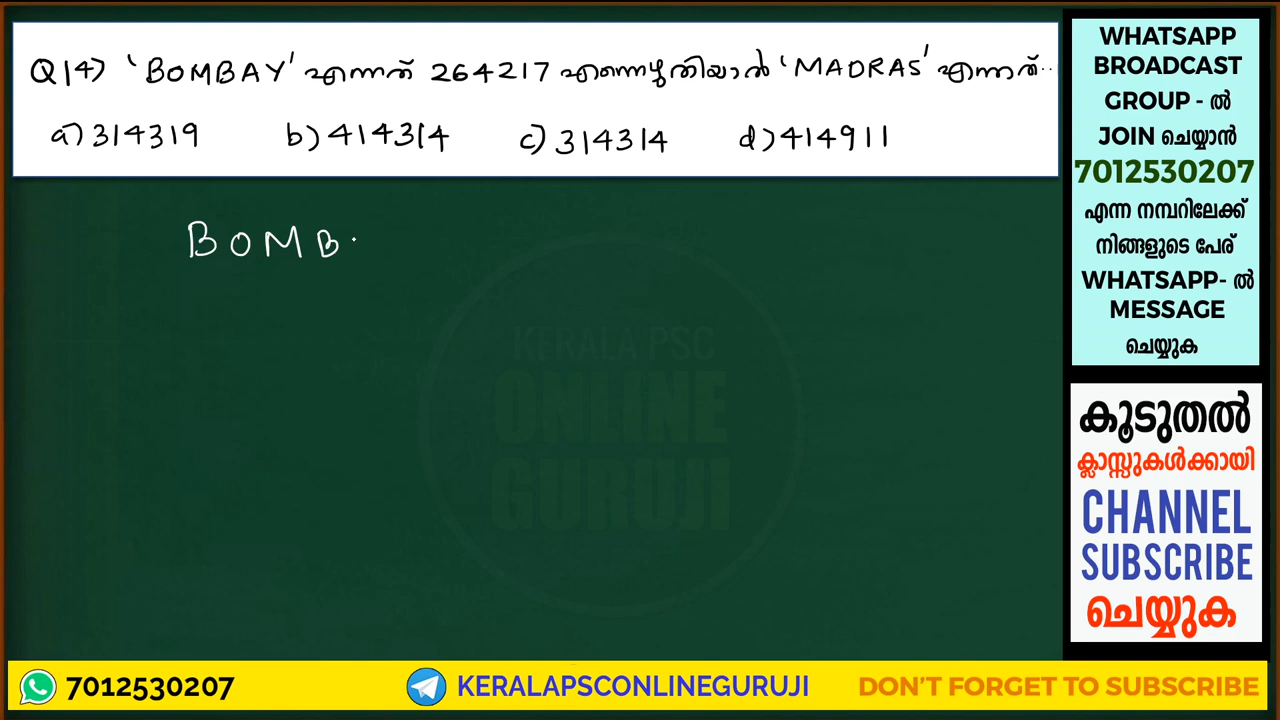 Q14) 'BOMBAY' എന്നത് 264217 എന്നെഴുതിയാൽ 'MADRAS' എന്നത്..
a) 314319 b) 414314 c) 314314 d) 414911
BOMB
KERALA PSC
ONLINE
GURUJI
WHATSAPP
BROADCAST
GROUP - ൽ
JOIN ചെയ്യാൻ
7012530207
എന്ന നമ്പറിലേക്ക്
നിങ്ങളുടെ പേര്
WHATSAPP- ൽ
MESSAGE
ചെയ്യുക
കൂടുതൽ
ക്ലാസ്സുകൾക്കായി
CHANNEL
SUBSCRIBE
ചെയ്യുക
7012530207 KERALAPSCONLINEGURUJI DON'T FORGET TO SUBSCRIBE